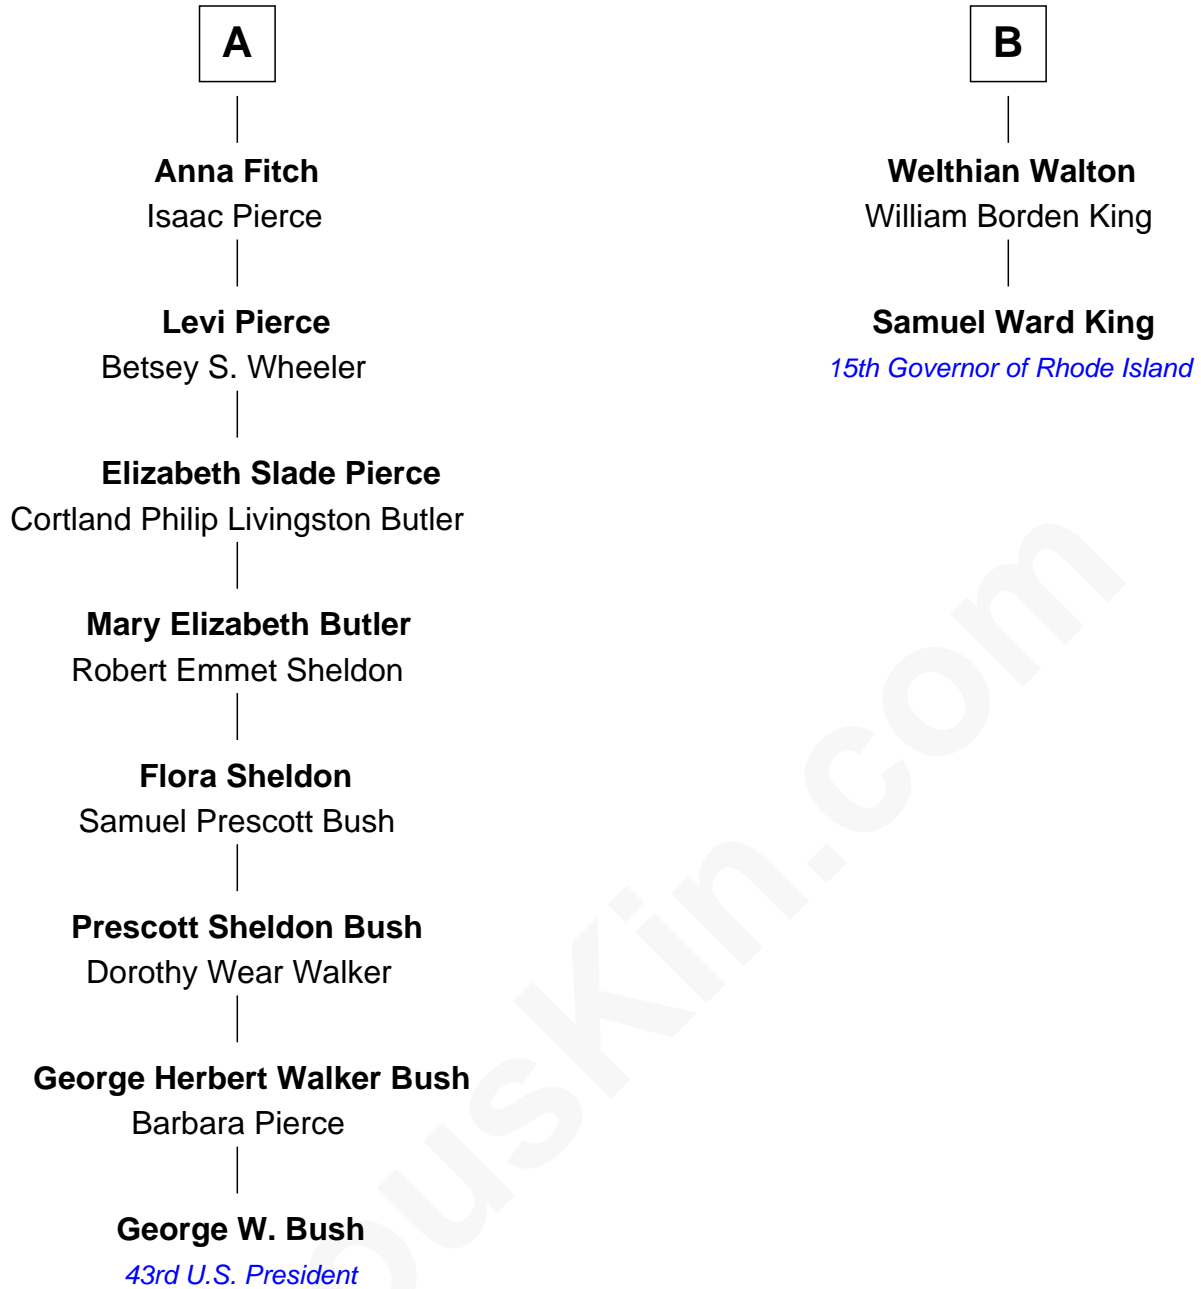 A
Anna Fitch
Isaac Pierce
Levi Pierce
Betsey S. Wheeler
Elizabeth Slade Pierce
Cortland Philip Livingston Butler
Mary Elizabeth Butler
Robert Emmet Sheldon
Flora Sheldon
Samuel Prescott Bush
Prescott Sheldon Bush
Dorothy Wear Walker
George Herbert Walker Bush
Barbara Pierce
George W. Bush
43rd U.S. President
B
Welthian Walton
William Borden King
Samuel Ward King
15th Governor of Rhode Island
ousKin.com